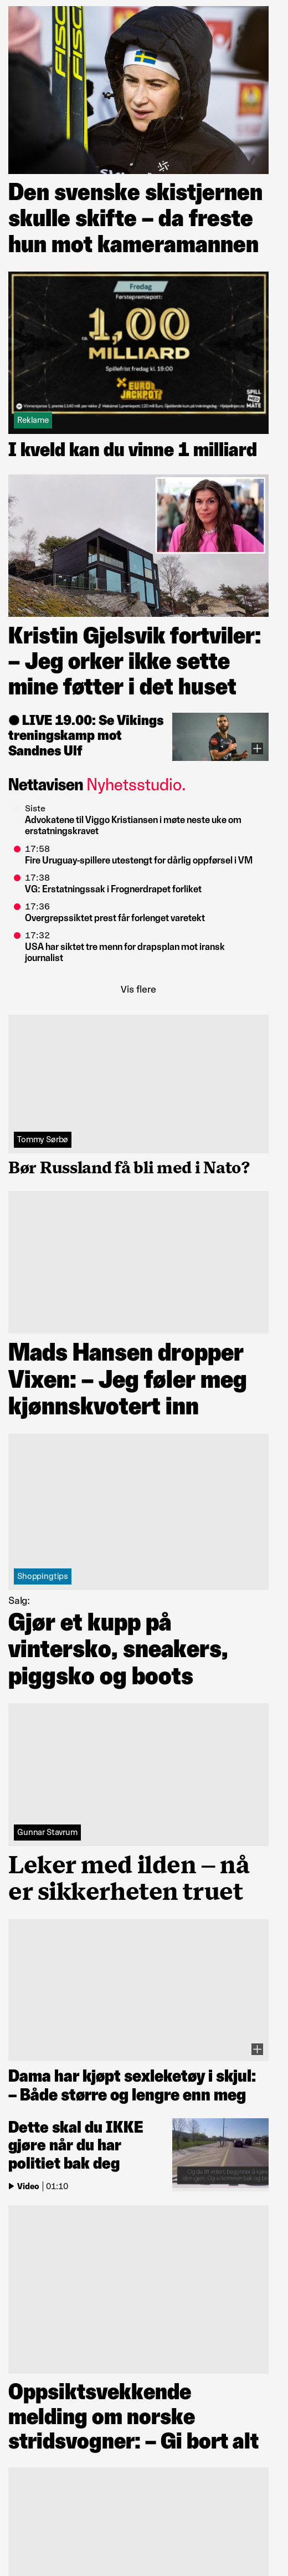 Den svenske skistjernen
skulle skifte – da freste
hun mot kameramannen
Fredag
Førstepremiepott:
ca.
1,00
MILLIARD
Spillefrist fredag kl. 19.00
EURO
JACKPOT
SPILL
MED
MÅTE
Reklame
I kveld kan du vinne 1 milliard
Kristin Gjelsvik fortviler:
– Jeg orker ikke sette
mine føtter i det huset
● LIVE 19.00: Se Vikings
treningskamp mot
Sandnes Ulf
Nettavisen Nyhetsstudio.
Siste
Advokatene til Viggo Kristiansen i møte neste uke om
erstatningskravet
17:58
Fire Uruguay-spillere utestengt for dårlig oppførsel i VM
17:38
VG: Erstatningssak i Frognerdrapet forliket
17:36
Overgrepssiktet prest får forlenget varetekt
17:32
USA har siktet tre menn for drapsplan mot iransk
journalist
Vis flere
Tommy Sørbø
Bør Russland få bli med i Nato?
Mads Hansen dropper
Vixen: – Jeg føler meg
kjønnskvotert inn
Shoppingtips
Salg:
Gjør et kupp på
vintersko, sneakers,
piggsko og boots
Gunnar Stavrum
Leker med ilden – nå
er sikkerheten truet
Dama har kjøpt sexleketøy i skjul:
– Både større og lengre enn meg
Dette skal du IKKE
gjøre når du har
politiet bak deg
Video | 01:10
Oppsiktsvekkende
melding om norske
stridsvogner: – Gi bort alt